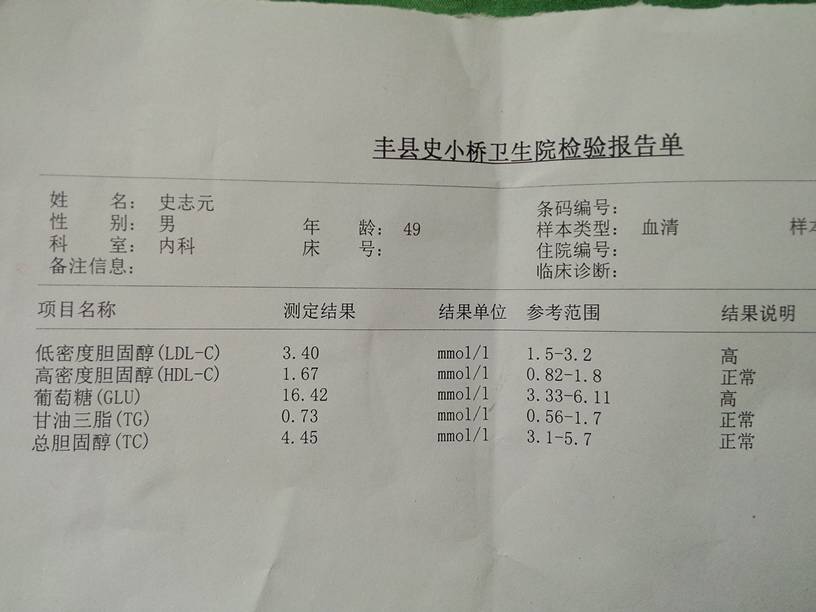 丰县史小桥卫生院检验报告单
姓 名： 史志元 条码编号：
性 别： 男 年 龄： 49 样本类型： 血清 样本
科 室： 内科 床 号： 住院编号：
备注信息： 临床诊断：
项目名称 测定结果 结果单位 参考范围 结果说明
低密度胆固醇(LDL-C) 3.40 mmol/l 1.5-3.2 高
高密度胆固醇(HDL-C) 1.67 mmol/l 0.82-1.8 正常
葡萄糖(GLU) 16.42 mmol/l 3.33-6.11 高
甘油三脂(TG) 0.73 mmol/l 0.56-1.7 正常
总胆固醇(TC) 4.45 mmol/l 3.1-5.7 正常